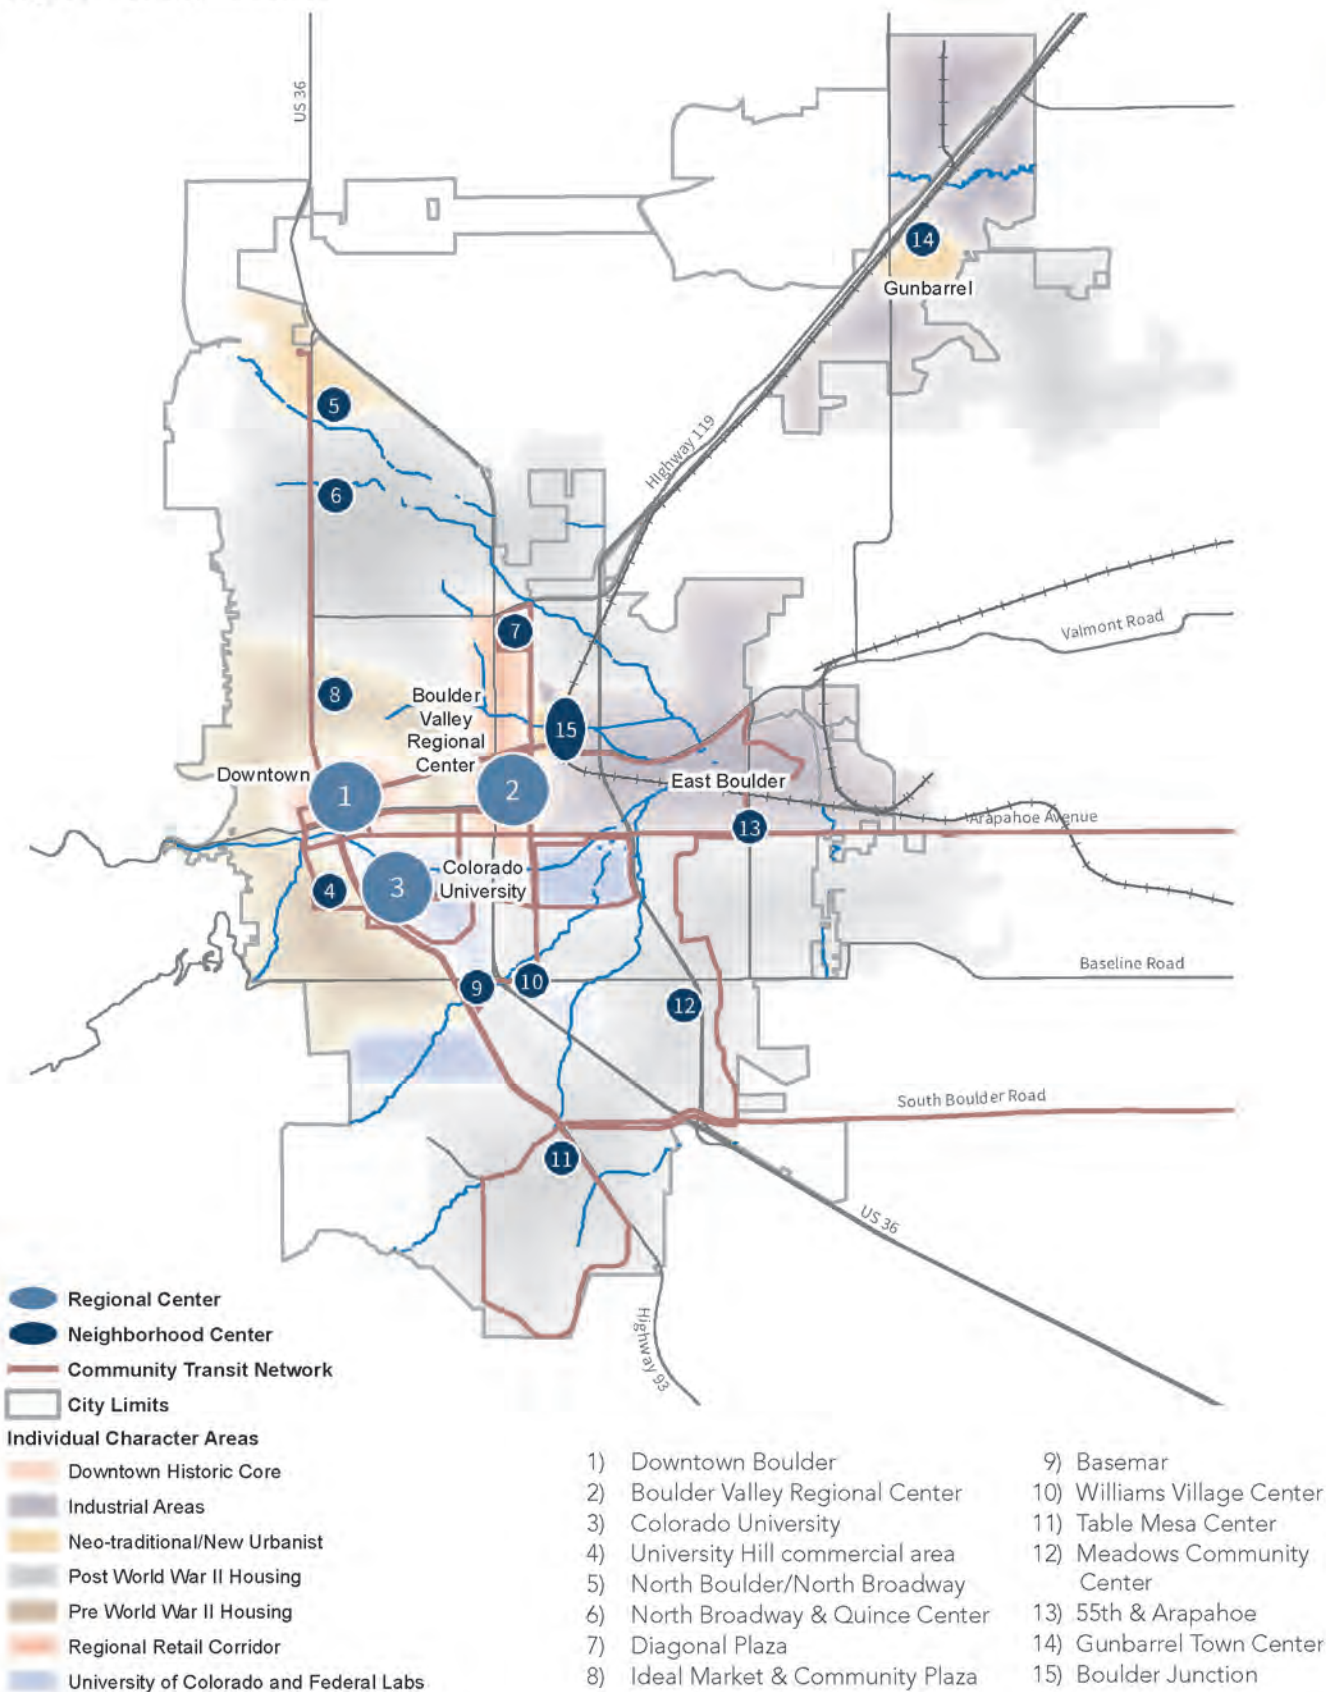 US 36
14
Gunbarrel
5
Highway 119
6
7
Valmont Road
8
Boulder
Valley
Regional
Center
15
Downtown
1
2
East Boulder
13
Arapahoe Avenue
4
3
Colorado
University
9
10
12
Baseline Road
South Boulder Road
11
US 36
Highway 93
Regional Center
Neighborhood Center
Community Transit Network
City Limits
Individual Character Areas
Downtown Historic Core
Industrial Areas
Neo-traditional/New Urbanist
Post World War II Housing
Pre World War II Housing
Regional Retail Corridor
University of Colorado and Federal Labs
1) Downtown Boulder
2) Boulder Valley Regional Center
3) Colorado University
4) University Hill commercial area
5) North Boulder/North Broadway
6) North Broadway & Quince Center
7) Diagonal Plaza
8) Ideal Market & Community Plaza
9) Basemar
10) Williams Village Center
11) Table Mesa Center
12) Meadows Community
Center
13) 55th & Arapahoe
14) Gunbarrel Town Center
15) Boulder Junction